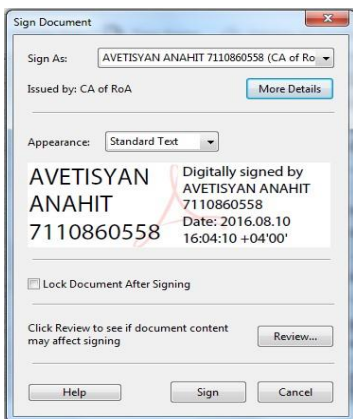 Sign Document
Sign As: AVETISYAN ANAHIT 7110860558 (CA of Ro
Issued by: CA of RoA More Details
Appearance: Standard Text
AVETISYAN
ANAHIT
7110860558
Digitally signed by
AVETISYAN ANAHIT
7110860558
Date: 2016.08.10
16:04:10 +04'00'
Lock Document After Signing
Click Review to see if document content
may affect signing
Review...
Help Sign Cancel